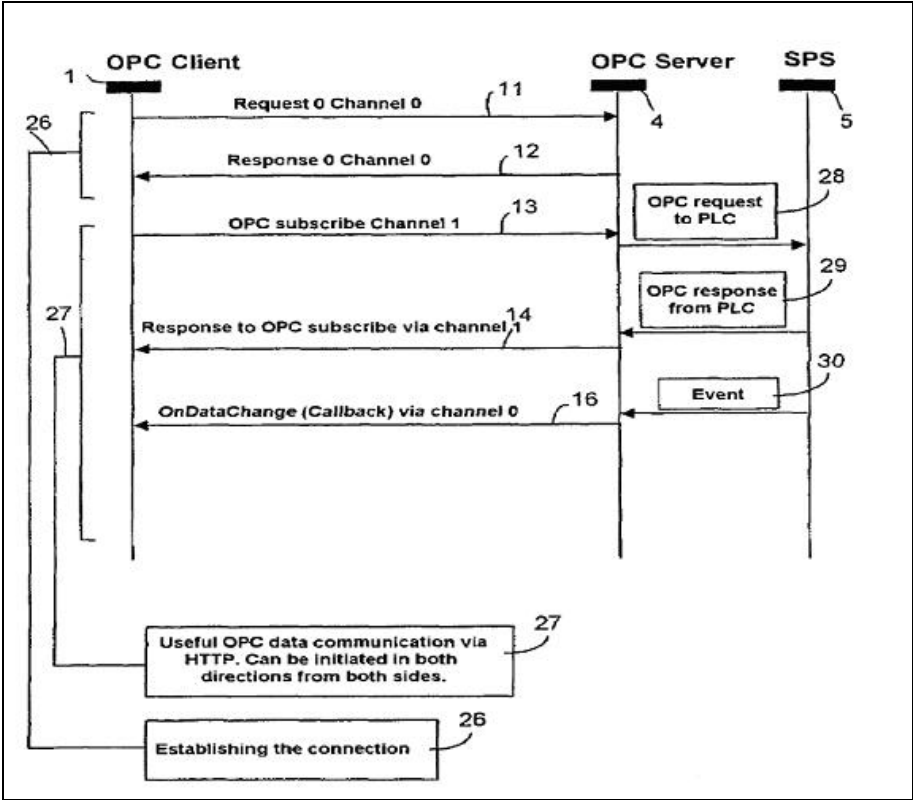 OPC Client
OPC Server
SPS
1
4
5
Request 0 Channel 0
11
26
Response 0 Channel 0
12
28
OPC request
to PLC
OPC subscribe Channel 1
13
29
OPC response
from PLC
27
Response to OPC subscribe via channel 1
14
30
Event
OnDataChange (Callback) via channel 0
16
27
Useful OPC data communication via
HTTP. Can be initiated in both
directions from both sides.
26
Establishing the connection